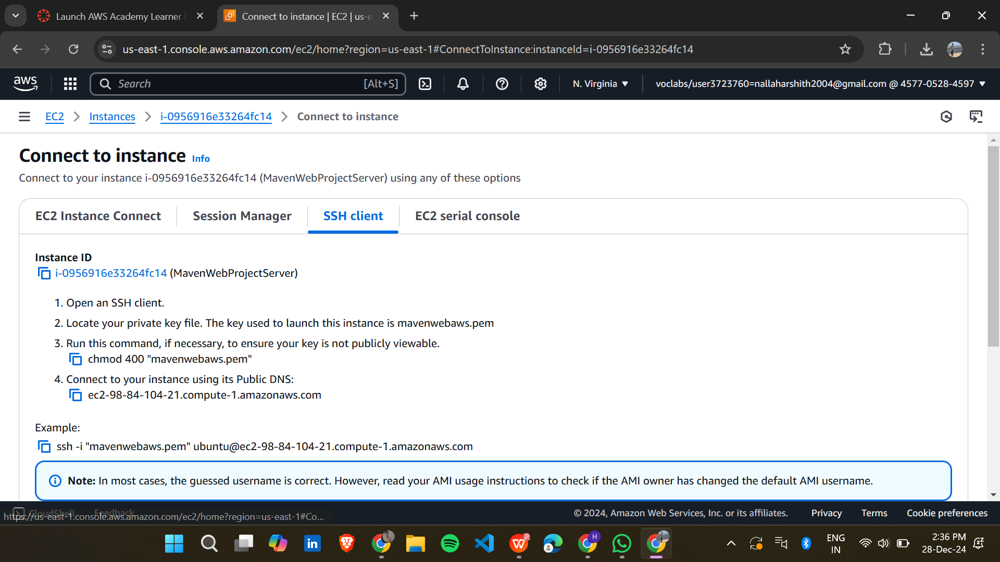 Launch AWS Academy Learner
Connect to instance | EC2 | us-e
us-east-1.console.aws.amazon.com/ec2/home?region=us-east-1#ConnectToInstance:instanceId=i-0956916e33264fc14
aws
Search
[Alt+S]
N. Virginia
voclabs/user3723760=nallaharshith2004@gmail.com @ 4577-0528-4597
EC2
Instances
i-0956916e33264fc14
Connect to instance
Connect to instance Info
Connect to your instance i-0956916e33264fc14 (MavenWebProjectServer) using any of these options
EC2 Instance Connect
Session Manager
SSH client
EC2 serial console
Instance ID
i-0956916e33264fc14 (MavenWebProjectServer)
1. Open an SSH client.
2. Locate your private key file. The key used to launch this instance is mavenwebaws.pem
3. Run this command, if necessary, to ensure your key is not publicly viewable.
chmod 400 "mavenwebaws.pem"
4. Connect to your instance using its Public DNS:
ec2-98-84-104-21.compute-1.amazonaws.com
Example:
ssh -i "mavenwebaws.pem" ubuntu@ec2-98-84-104-21.compute-1.amazonaws.com
Note: In most cases, the guessed username is correct. However, read your AMI usage instructions to check if the AMI owner has changed the default AMI username.
CloudShell
Feedback
https://us-east-1.console.aws.amazon.com/ec2/home?region=us-east-1#Co...
© 2024, Amazon Web Services, Inc. or its affiliates.
Privacy
Terms
Cookie preferences
ENG
IN
2:36 PM
28-Dec-24